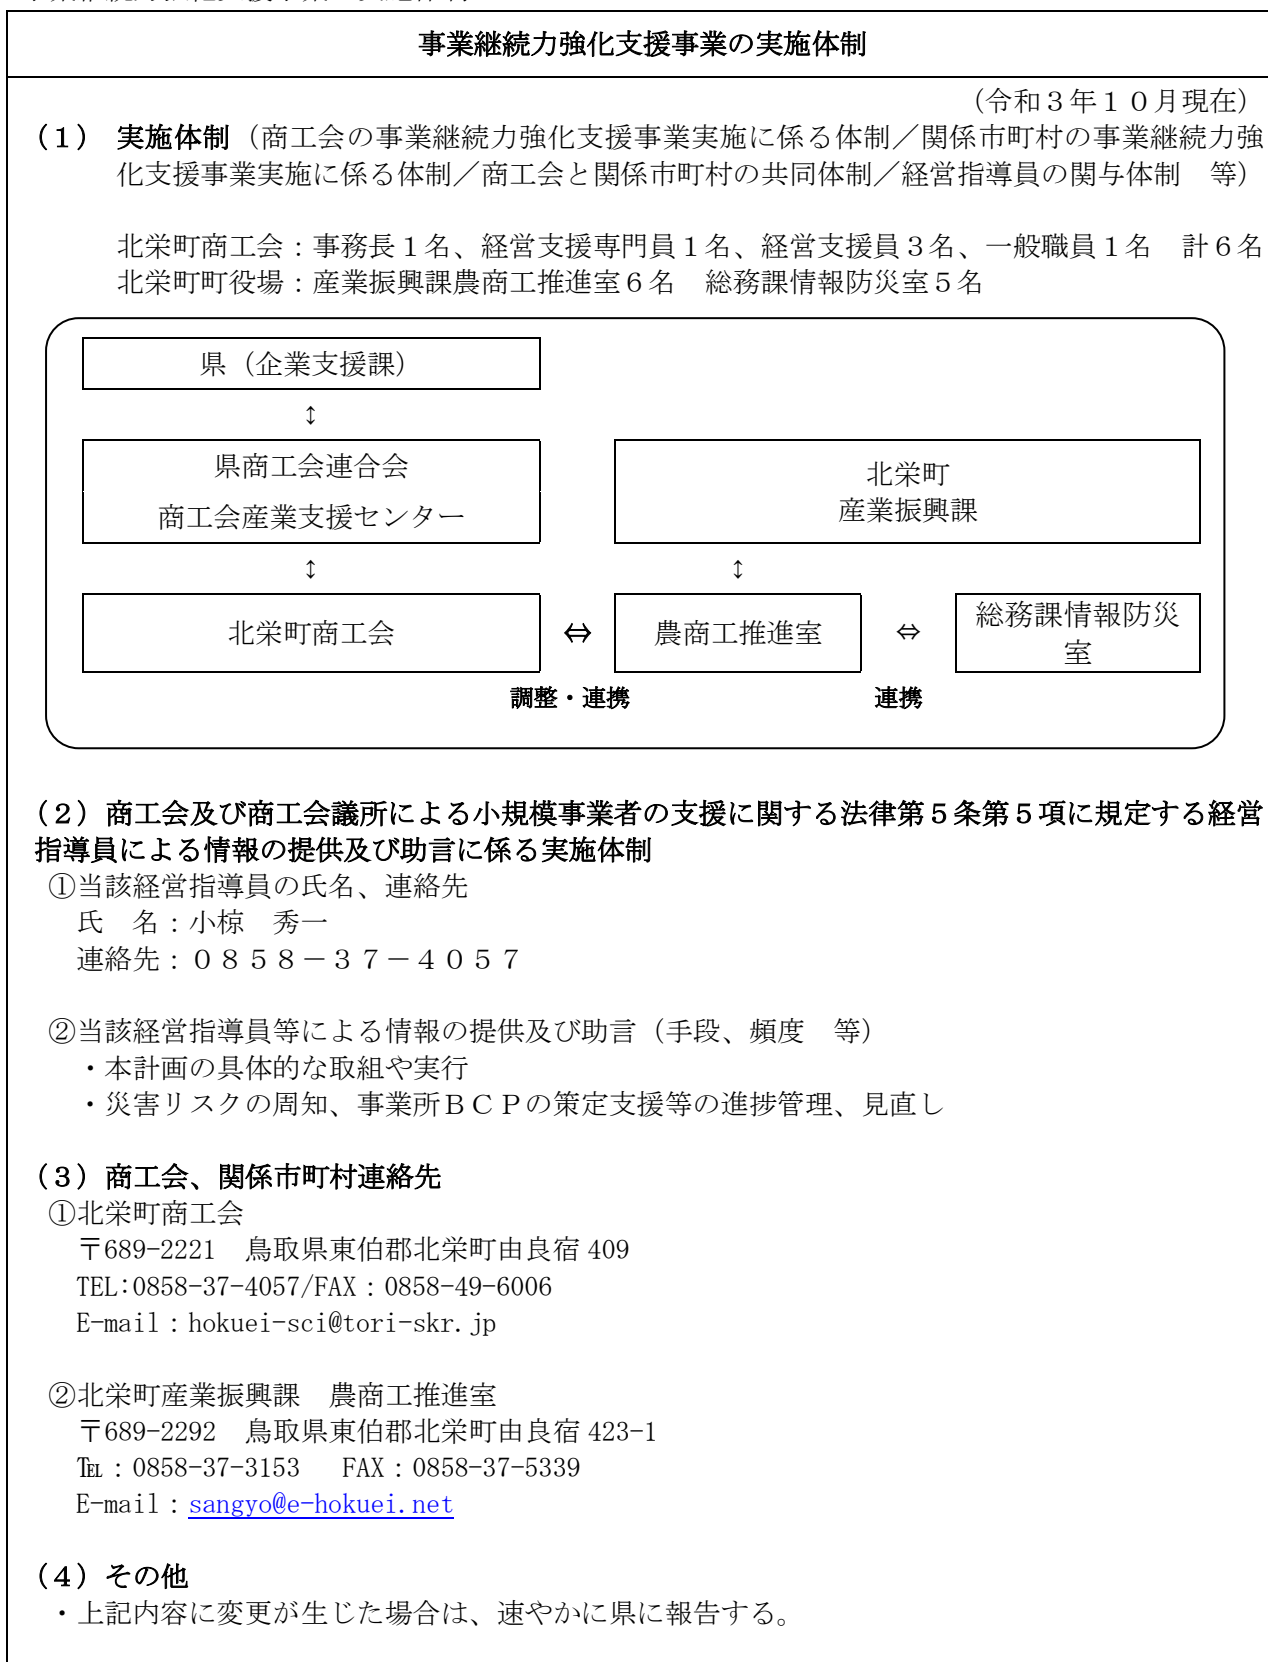 事業継続力強化支援事業の実施体制
（令和３年１０月現在）
（１）　実施体制（商工会の事業継続力強化支援事業実施に係る体制／関係市町村の事業継続力強
化支援事業実施に係る体制／商工会と関係市町村の共同体制／経営指導員の関与体制　等）
北栄町商工会：事務長１名、経営支援専門員１名、経営支援員３名、一般職員１名　計６名
北栄町町役場：産業振興課農商工推進室６名　総務課情報防災室５名
県（企業支援課）
↕
県商工会連合会
商工会産業支援センター
北栄町
産業振興課
↕
↕
北栄町商工会
⇔
農商工推進室
⇔
総務課情報防災
室
調整・連携
連携
（２）商工会及び商工会議所による小規模事業者の支援に関する法律第５条第５項に規定する経営
指導員による情報の提供及び助言に係る実施体制
①当該経営指導員の氏名、連絡先
氏　名：小椋　秀一
連絡先：０８５８－３７－４０５７
②当該経営指導員等による情報の提供及び助言（手段、頻度　等）
・本計画の具体的な取組や実行
・災害リスクの周知、事業所ＢＣＰの策定支援等の進捗管理、見直し
（３）商工会、関係市町村連絡先
①北栄町商工会
〒689-2221　鳥取県東伯郡北栄町由良宿 409
TEL:0858-37-4057/FAX：0858-49-6006
E-mail：hokuei-sci@tori-skr.jp
②北栄町産業振興課　農商工推進室
〒689-2292　鳥取県東伯郡北栄町由良宿 423-1
℡：0858-37-3153　 FAX：0858-37-5339
E-mail：sangyo@e-hokuei.net
（４）その他
・上記内容に変更が生じた場合は、速やかに県に報告する。